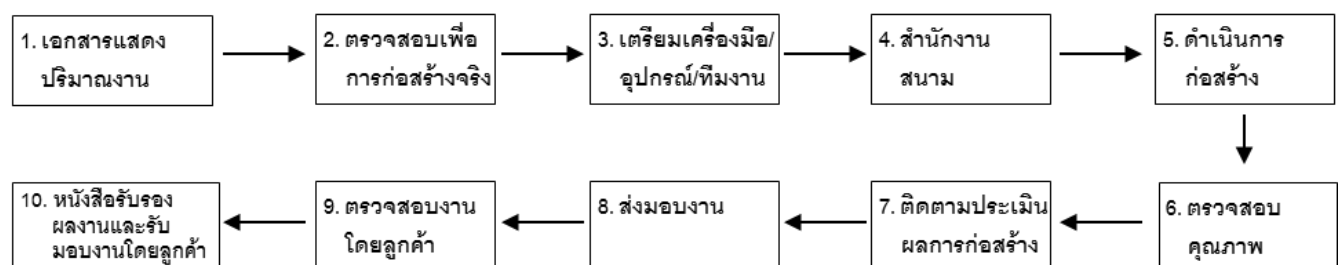 1. เอกสารแสดง
ปริมาณงาน
2. ตรวจสอบเพื่อ
การก่อสร้างจริง
3. เตรียมเครื่องมือ/
อุปกรณ์/ทีมงาน
4. สำนักงาน
สนาม
5. ดำเนินการ
ก่อสร้าง
6. ตรวจสอบ
คุณภาพ
7. ติดตามประเมิน
ผลการก่อสร้าง
8. ส่งมอบงาน
9. ตรวจสอบงาน
โดยลูกค้า
10. หนังสือรับรอง
ผลงานและรับ
มอบงานโดยลูกค้า